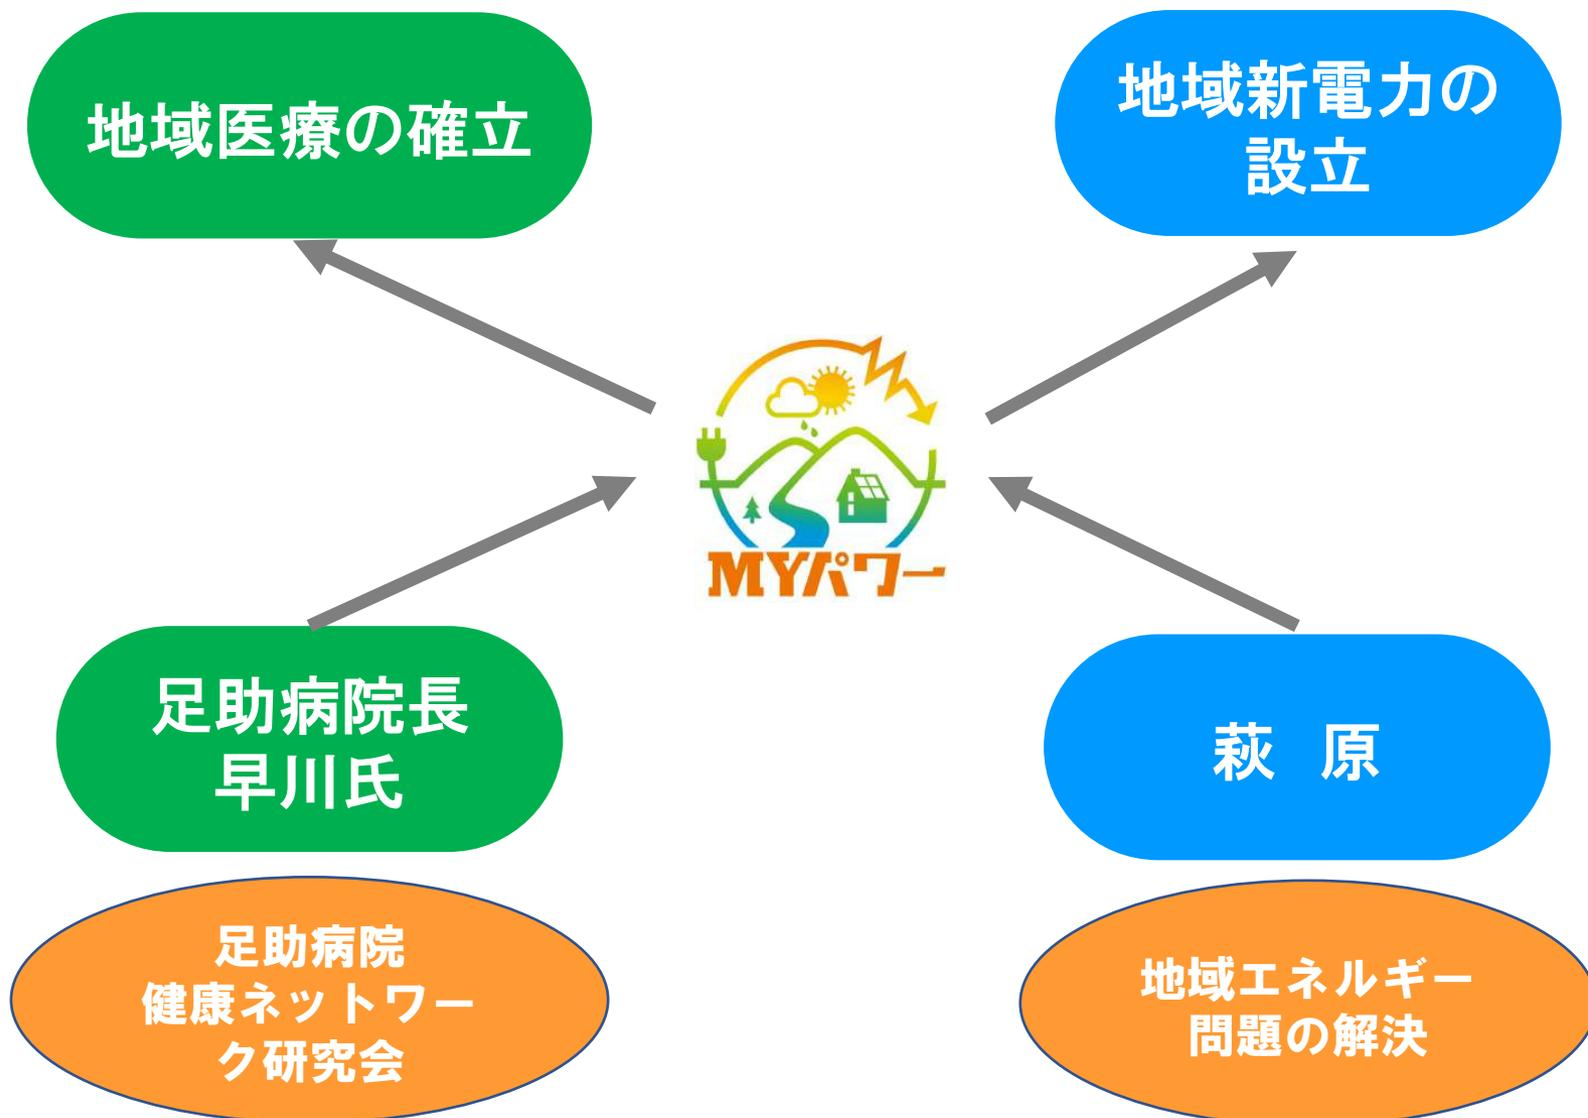 地域医療の確立
地域新電力の
設立
MYパワー
足助病院長
早川氏
萩 原
足助病院
健康ネットワー
ク研究会
地域エネルギー
問題の解決